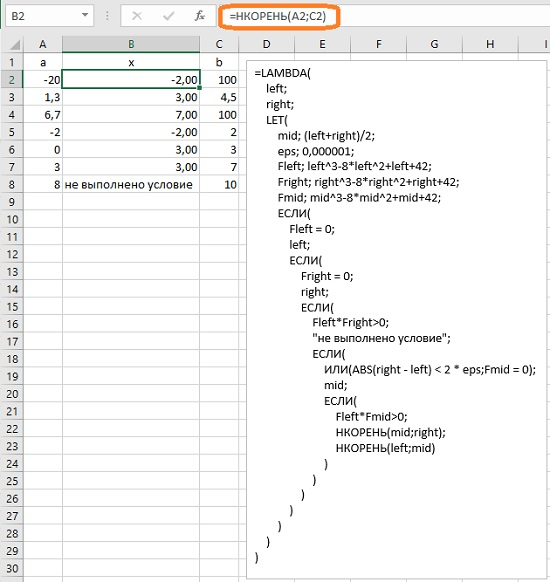 B2
fx
=НКОРЕНЬ(A2;C2)
A B C D E F G H I
1 a x b
2 -20 -2,00 100
3 1,3 3,00 4,5
4 6,7 7,00 100
5 -2 -2,00 2
6 0 3,00 3
7 3 3,00 7
8 8 не выполнено условие 10
9
10
11
12
13
14
15
16
17
18
19
20
21
22
23
24
25
26
27
28
29
30
=LAMBDA(
left;
right;
LET(
mid; (left+right)/2;
eps; 0,000001;
Fleft; left^3-8*left^2+left+42;
Fright; right^3-8*right^2+right+42;
Fmid; mid^3-8*mid^2+mid+42;
ЕСЛИ(
Fleft = 0;
left;
ЕСЛИ(
Fright = 0;
right;
ЕСЛИ(
Fleft*Fright>0;
"не выполнено условие";
ЕСЛИ(
ИЛИ(ABS(right - left) < 2 * eps;Fmid = 0);
mid;
ЕСЛИ(
Fleft*Fmid>0;
НКОРЕНЬ(mid;right);
НКОРЕНЬ(left;mid)
)
)
)
)
)
)
)